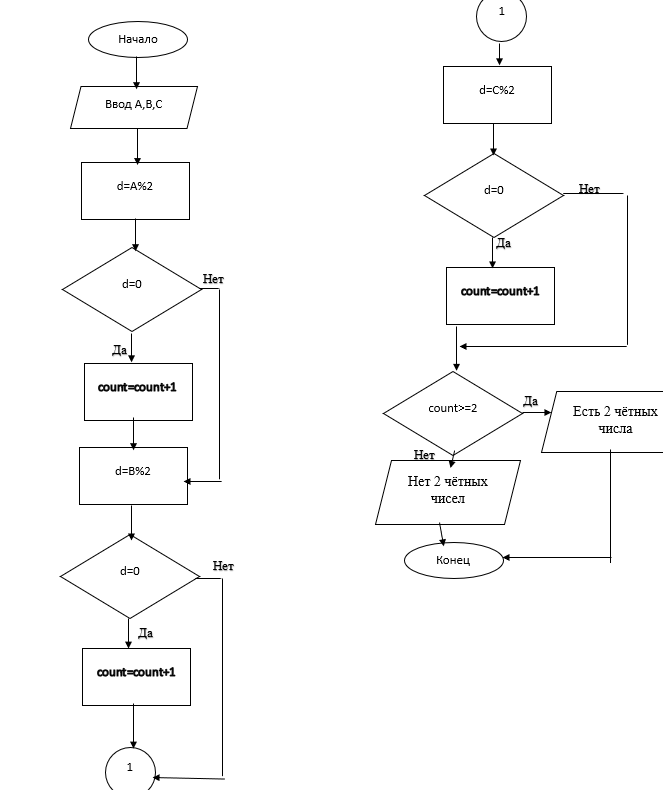 Начало
Ввод A,B,C
d=A%2
d=0
Нет
Да
count=count+1
d=B%2
d=0
Нет
Да
count=count+1
1
1
d=C%2
d=0
Нет
Да
count=count+1
count>=2
Да
Есть 2 чётных
числа
Нет
Нет 2 чётных
чисел
Конец